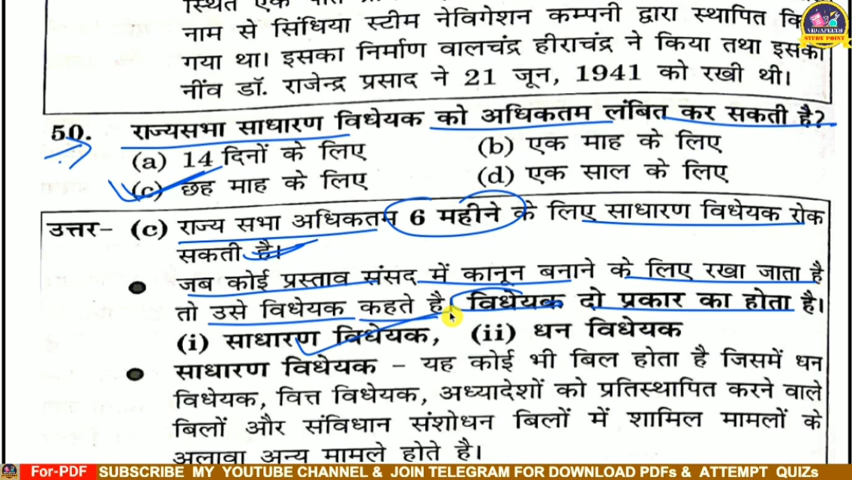 स्थित एक
नाम से सिंधिया स्टीम नेविगेशन कम्पनी द्वारा स्थापित
गया था। इसका निर्माण वालचंद्र हीराचंद्र ने किया तथा इसकी
नींव डॉ. राजेन्द्र प्रसाद ने 21 जून, 1941 को रखी थी।
50. राज्यसभा साधारण विधेयक को अधिकतम लंबित कर सकती है?
(a) 14 दिनों के लिए (b) एक माह के लिए
(c) छह माह के लिए (d) एक साल के लिए
उत्तर- (c) राज्य सभा अधिकतम 6 महीने के लिए साधारण विधेयक रोक
सकती है।
● जब कोई प्रस्ताव संसद में कानून बनाने के लिए रखा जाता है
तो उसे विधेयक कहते है। विधेयक दो प्रकार का होता है।
(i) साधारण विधेयक, (ii) धन विधेयक
● साधारण विधेयक – यह कोई भी बिल होता है जिसमें धन
विधेयक, वित्त विधेयक, अध्यादेशों को प्रतिस्थापित करने वाले
बिलों और संविधान संशोधन बिलों में शामिल मामलों के
अलावा अन्य मामले होते है।
STUDY POINT
For-PDF SUBSCRIBE MY YOUTUBE CHANNEL & JOIN TELEGRAM FOR DOWNLOAD PDFs & ATTEMPT QUIZs